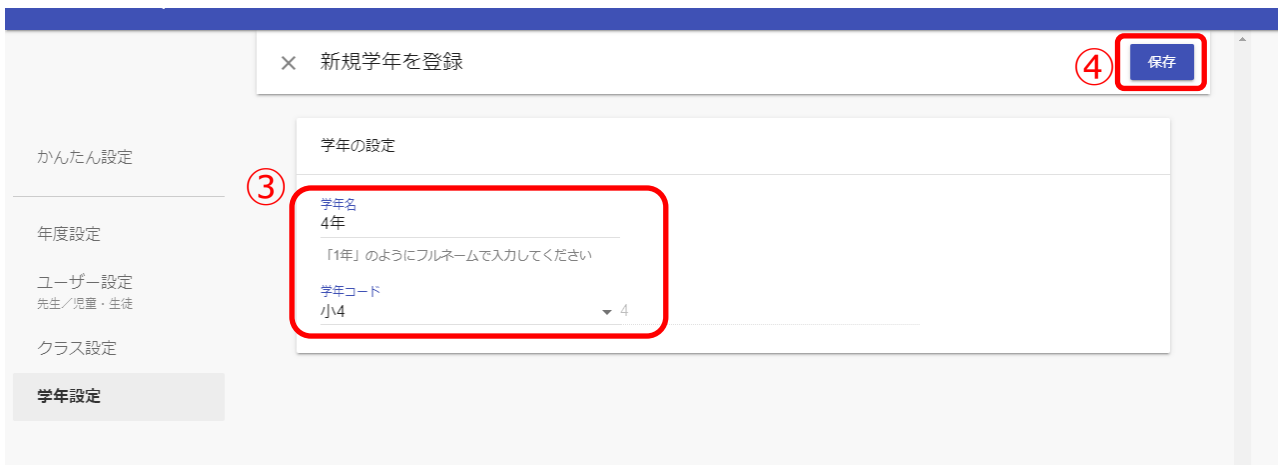 × 新規学年を登録
④
保存
かんたん設定
年度設定
ユーザー設定
先生／児童・生徒
クラス設定
学年設定
学年の設定
③
学年名
4年
「1年」のようにフルネームで入力してください
学年コード
小4 4